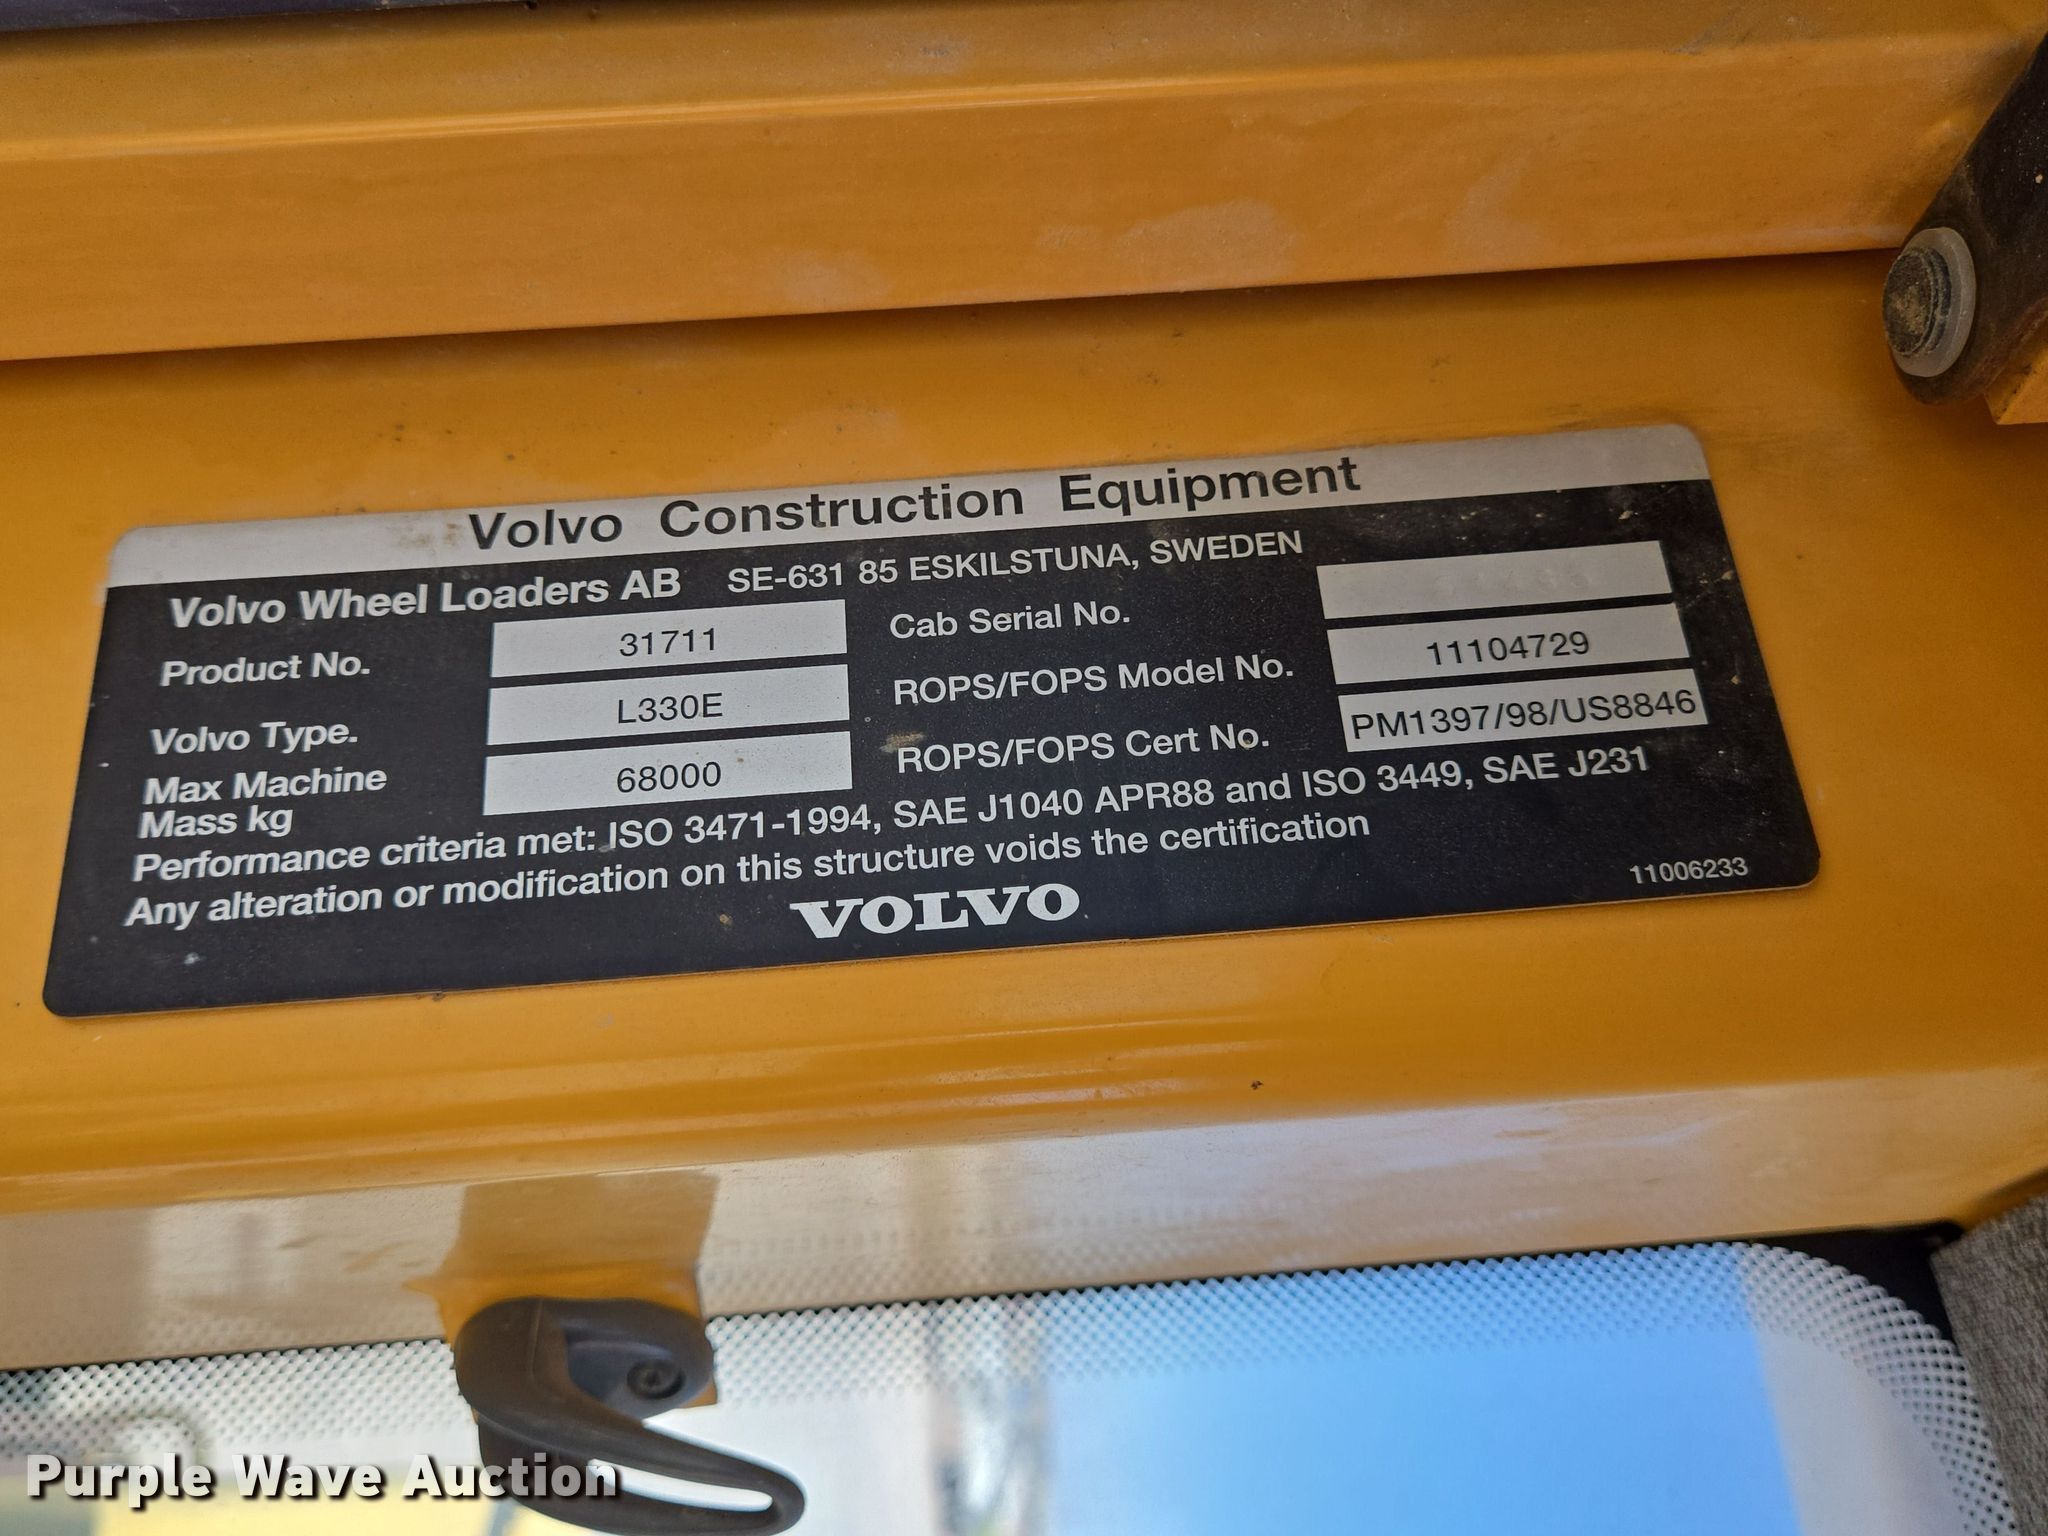 Volvo Construction Equipment
Volvo Wheel Loaders AB SE-631 85 ESKILSTUNA, SWEDEN
Product No. 31711
Cab Serial No.
Volvo Type. L330E
ROPS/FOPS Model No. 11104729
Max Machine
Mass kg 68000
ROPS/FOPS Cert No. PM1397/98/US8846
Performance criteria met: ISO 3471-1994, SAE J1040 APR88 and ISO 3449, SAE J231
Any alteration or modification on this structure voids the certification
VOLVO
11006233
Purple Wave Auction